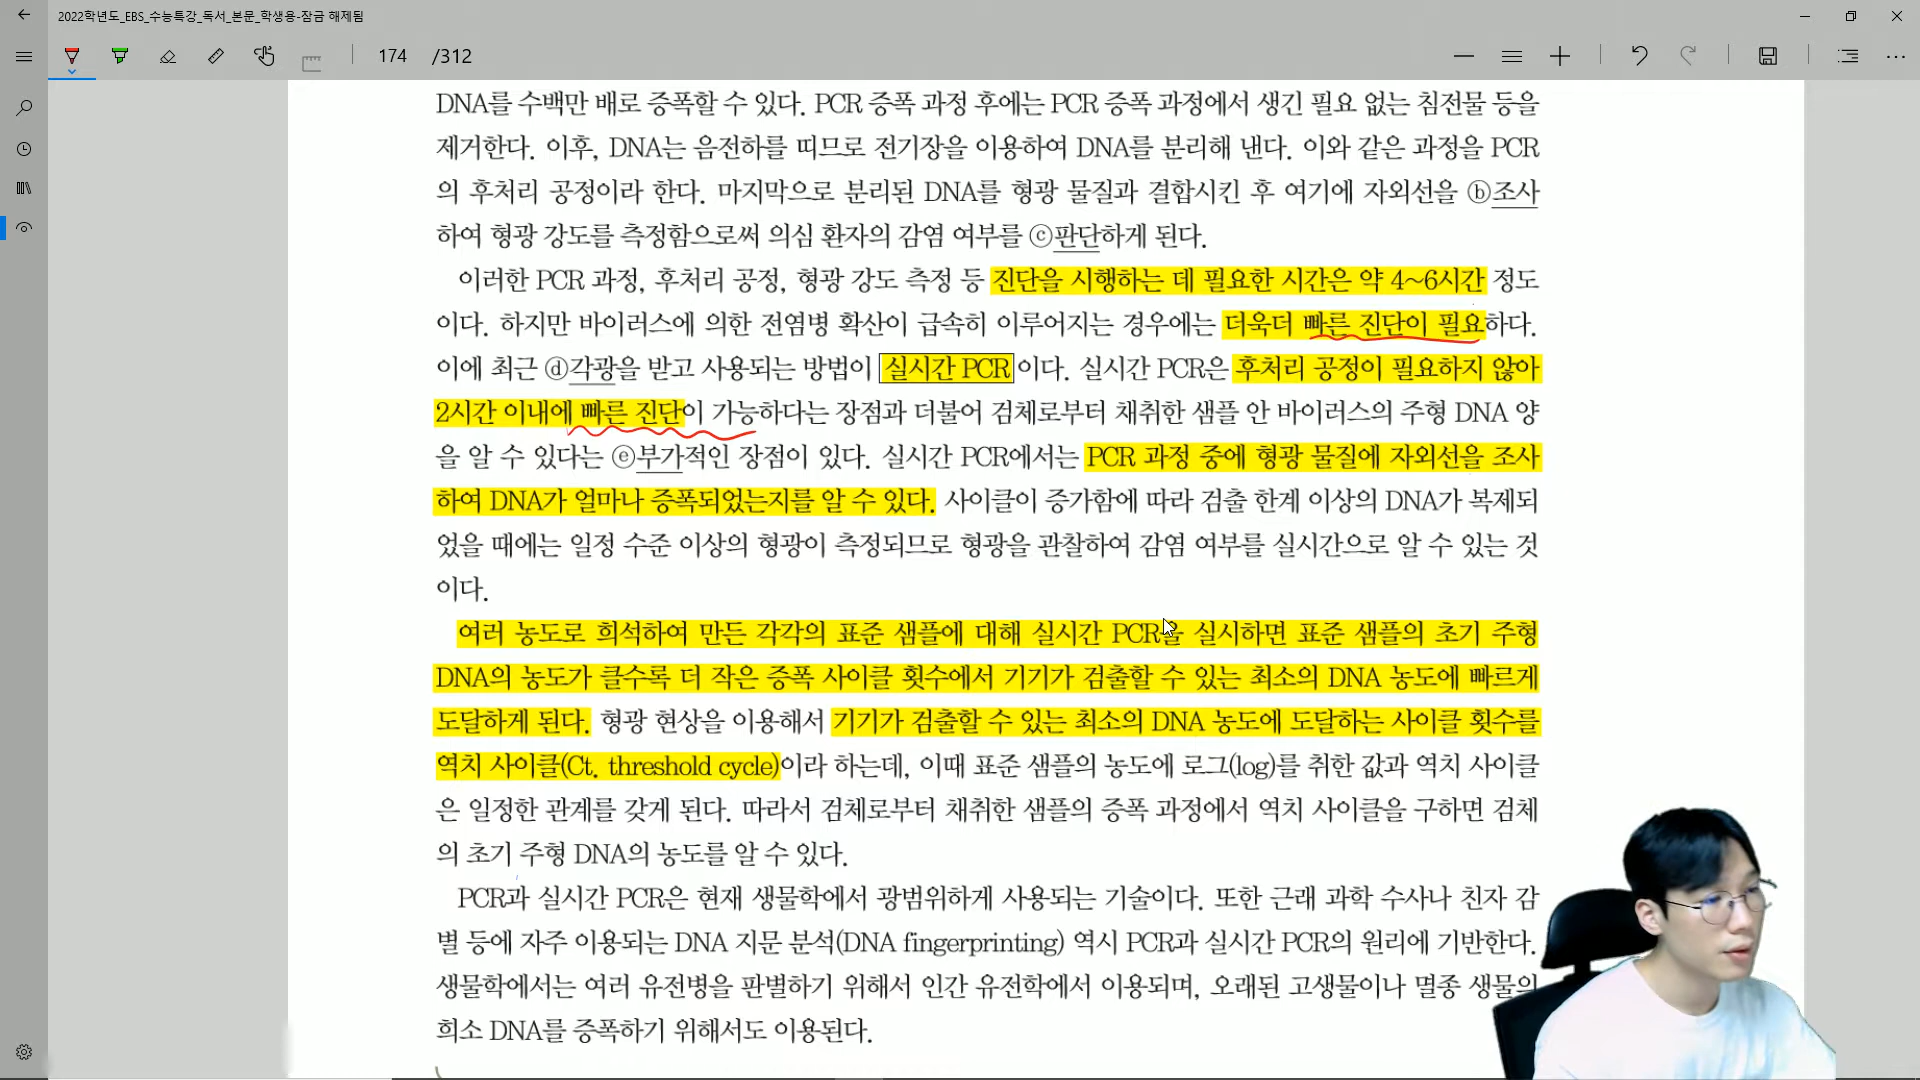 2022학년도_EBS_수능특강_독서_본문_학생용-잠금 해제됨
174 /312
DNA를 수백만 배로 증폭할 수 있다. PCR 증폭 과정 후에는 PCR 증폭 과정에서 생긴 필요 없는 침전물 등을
제거한다. 이후, DNA는 음전하를 띠므로 전기장을 이용하여 DNA를 분리해 낸다. 이와 같은 과정을 PCR
의 후처리 공정이라 한다. 마지막으로 분리된 DNA를 형광 물질과 결합시킨 후 여기에 자외선을 ⓑ조사
하여 형광 강도를 측정함으로써 의심 환자의 감염 여부를 ⓒ판단하게 된다.
이러한 PCR 과정, 후처리 공정, 형광 강도 측정 등 진단을 시행하는 데 필요한 시간은 약 4~6시간 정도
이다. 하지만 바이러스에 의한 전염병 확산이 급속히 이루어지는 경우에는 더욱더 빠른 진단이 필요하다.
이에 최근 ⓓ각광을 받고 사용되는 방법이 실시간 PCR이다. 실시간 PCR은 후처리 공정이 필요하지 않아
2시간 이내에 빠른 진단이 가능하다는 장점과 더불어 검체로부터 채취한 샘플 안 바이러스의 주형 DNA 양
을 알 수 있다는 ⓔ부가적인 장점이 있다. 실시간 PCR에서는 PCR 과정 중에 형광 물질에 자외선을 조사
하여 DNA가 얼마나 증폭되었는지를 알 수 있다. 사이클이 증가함에 따라 검출 한계 이상의 DNA가 복제되
었을 때에는 일정 수준 이상의 형광이 측정되므로 형광을 관찰하여 감염 여부를 실시간으로 알 수 있는 것
이다.
여러 농도로 희석하여 만든 각각의 표준 샘플에 대해 실시간 PCR을 실시하면 표준 샘플의 초기 주형
DNA의 농도가 클수록 더 작은 증폭 사이클 횟수에서 기기가 검출할 수 있는 최소의 DNA 농도에 빠르게
도달하게 된다. 형광 현상을 이용해서 기기가 검출할 수 있는 최소의 DNA 농도에 도달하는 사이클 횟수를
역치 사이클(Ct. threshold cycle)이라 하는데, 이때 표준 샘플의 농도에 로그(log)를 취한 값과 역치 사이클
은 일정한 관계를 갖게 된다. 따라서 검체로부터 채취한 샘플의 증폭 과정에서 역치 사이클을 구하면 검체
의 초기 주형 DNA의 농도를 알 수 있다.
PCR과 실시간 PCR은 현재 생물학에서 광범위하게 사용되는 기술이다. 또한 근래 과학 수사나 친자 감
별 등에 자주 이용되는 DNA 지문 분석(DNA fingerprinting) 역시 PCR과 실시간 PCR의 원리에 기반한다.
생물학에서는 여러 유전병을 판별하기 위해서 인간 유전학에서 이용되며, 오래된 고생물이나 멸종 생물의
희소 DNA를 증폭하기 위해서도 이용된다.